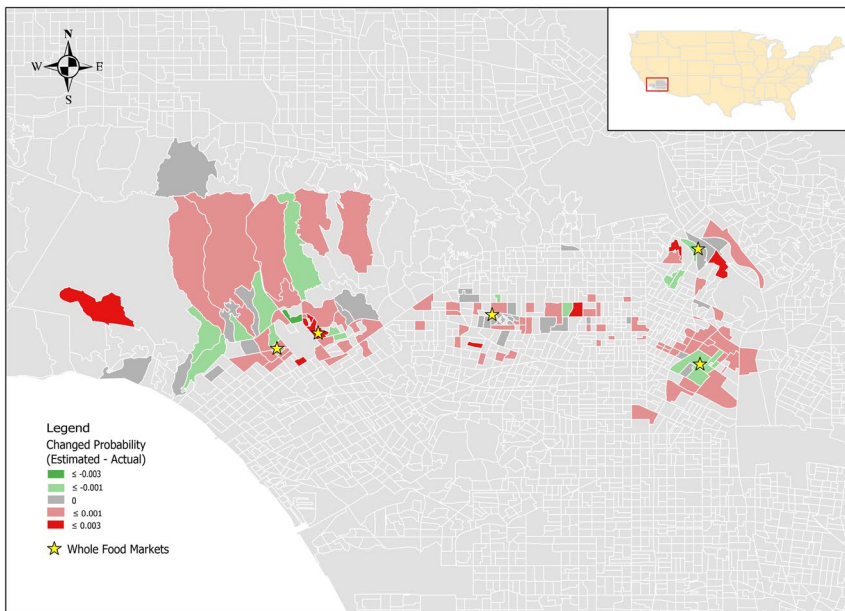 N
W E
S
Legend
Changed Probability
(Estimated - Actual)
≤ -0.003
≤ -0.001
0
≤ 0.001
≤ 0.003
Whole Food Markets